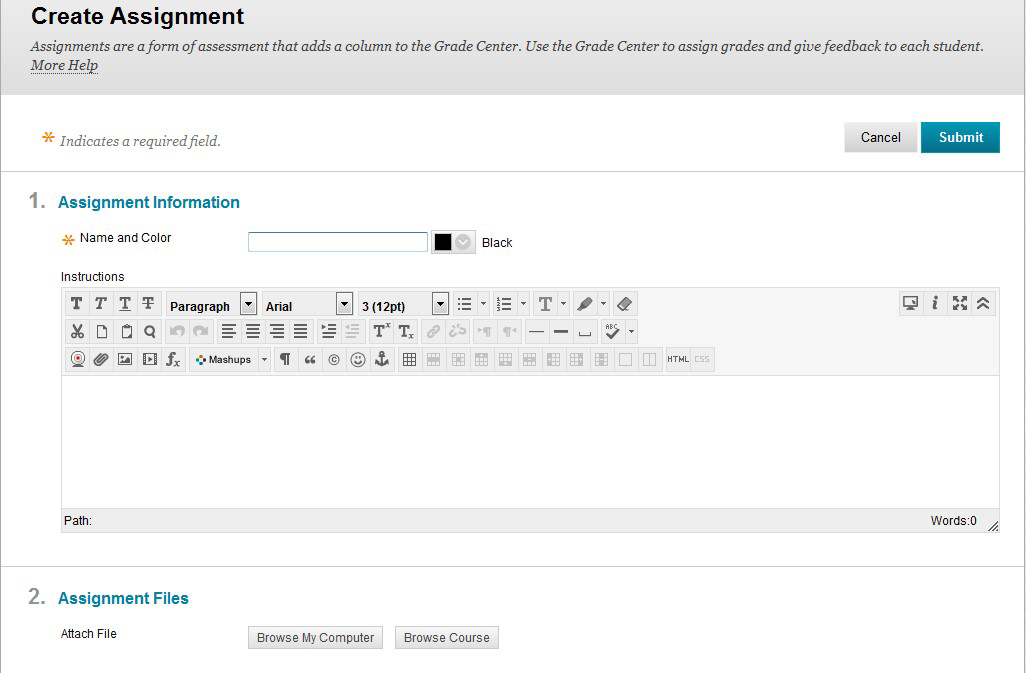 Create Assignment
Assignments are a form of assessment that adds a column to the Grade Center. Use the Grade Center to assign grades and give feedback to each student.
More Help
* Indicates a required field.
Cancel Submit
1. Assignment Information
* Name and Color Black
Instructions
T T T T Paragraph Arial 3 (12pt) T i
T^x T_x ABC
fx Mashups ¶ “ © HTML CSS
Path: Words:0
2. Assignment Files
Attach File Browse My Computer Browse Course